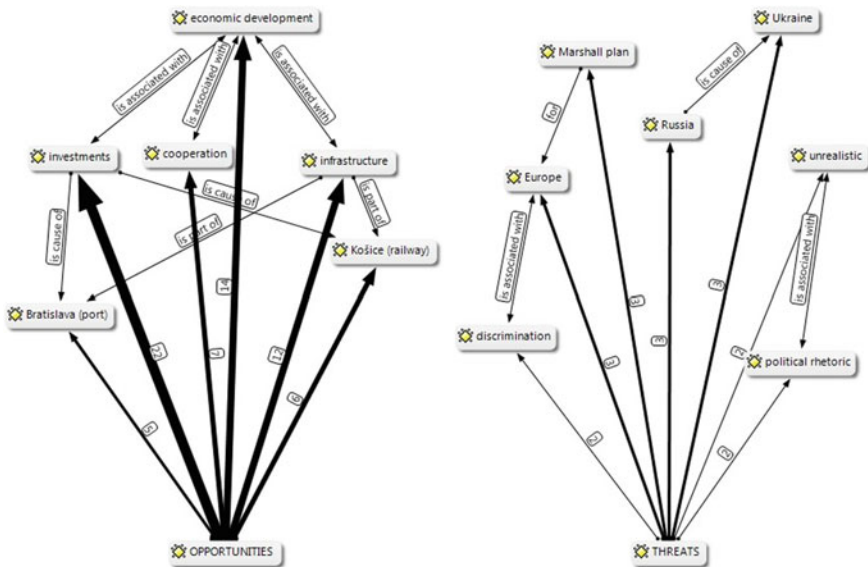 economic development
is associated with
is associated with
is associated with
investments
cooperation
infrastructure
is cause of
is cause of
is part of
is part of
Košice (railway)
Bratislava (port)
14
22
7
12
5
6
OPPORTUNITIES
Ukraine
Marshall plan
is cause of
for
Russia
unrealistic
Europe
is associated with
is associated with
discrimination
political rhetoric
3
3
3
3
2
2
2
THREATS